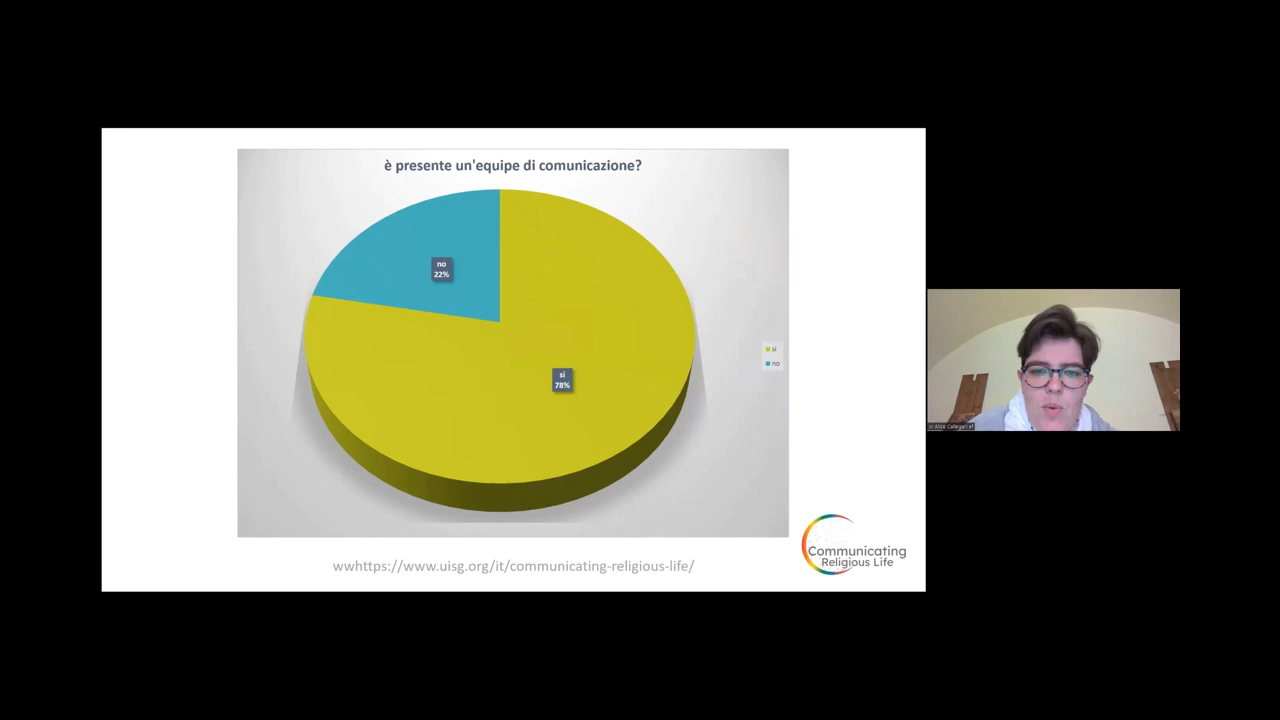 è presente un'equipe di comunicazione?
no
22%
si
78%
si
no
wwhttps://www.uisg.org/it/communicating-religious-life/
Communicating
Religious Life